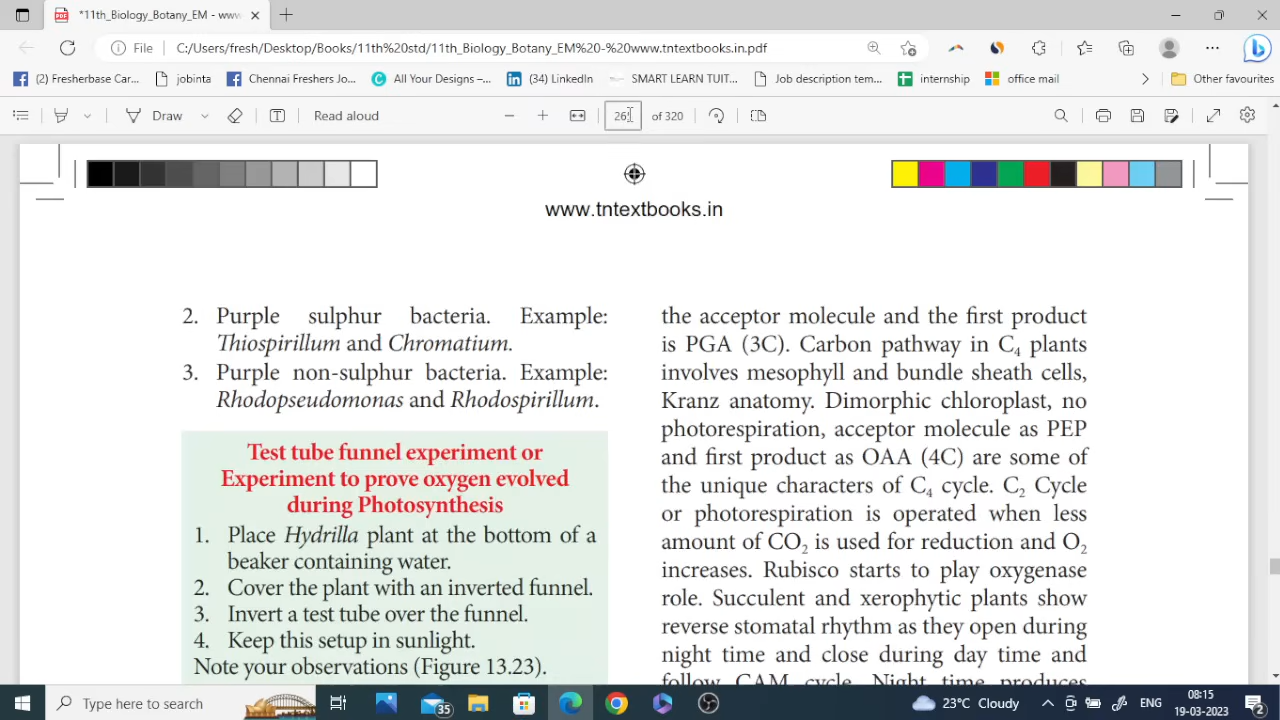 *11th_Biology_Botany_EM - www
File C:/Users/fresh/Desktop/Books/11th%20std/11th_Biology_Botany_EM%20-%20www.tntextbooks.in.pdf
(2) Fresherbase Car... jobinta Chennai Freshers Jo... All Your Designs –... (34) LinkedIn SMART LEARN TUIT... Job description tem... internship office mail Other favourites
Draw Read aloud of 320
www.tntextbooks.in
2. Purple sulphur bacteria. Example:
Thiospirillum and Chromatium.
3. Purple non-sulphur bacteria. Example:
Rhodopseudomonas and Rhodospirillum.
Test tube funnel experiment or
Experiment to prove oxygen evolved
during Photosynthesis
1. Place Hydrilla plant at the bottom of a
beaker containing water.
2. Cover the plant with an inverted funnel.
3. Invert a test tube over the funnel.
4. Keep this setup in sunlight.
Note your observations (Figure 13.23).
the acceptor molecule and the first product
is PGA (3C). Carbon pathway in C₄ plants
involves mesophyll and bundle sheath cells,
Kranz anatomy. Dimorphic chloroplast, no
photorespiration, acceptor molecule as PEP
and first product as OAA (4C) are some of
the unique characters of C₄ cycle. C₂ Cycle
or photorespiration is operated when less
amount of CO₂ is used for reduction and O₂
increases. Rubisco starts to play oxygenase
role. Succulent and xerophytic plants show
reverse stomatal rhythm as they open during
night time and close during day time and
follow CAM cycle. Night time produces
Type here to search 35 23°C Cloudy ENG 08:15
19-03-2023 2